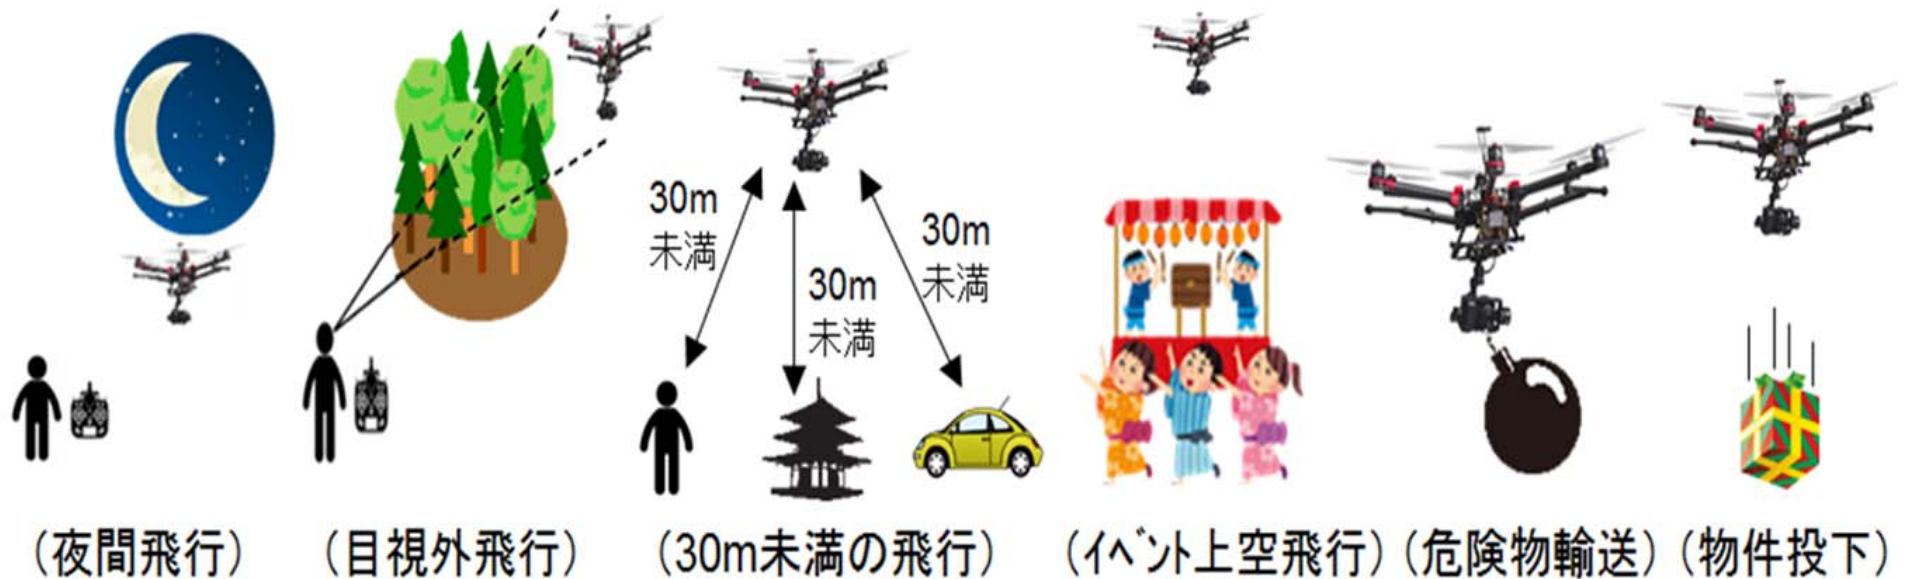 30m
未満
30m
未満
30m
未満
（夜間飛行）
（目視外飛行）
（30m未満の飛行）
（ｲﾍﾞﾝﾄ上空飛行）
（危険物輸送）
（物件投下）